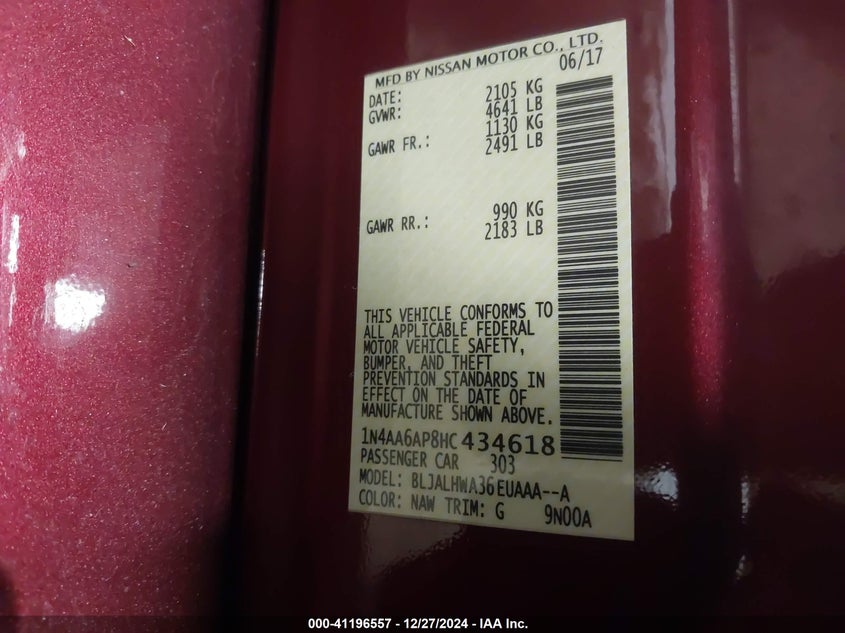 MFD BY NISSAN MOTOR CO., LTD.
DATE: 06/17
GVWR: 2105 KG
4641 LB
GAWR FR.: 1130 KG
2491 LB
GAWR RR.: 990 KG
2183 LB
THIS VEHICLE CONFORMS TO
ALL APPLICABLE FEDERAL
MOTOR VEHICLE SAFETY,
BUMPER, AND THEFT
PREVENTION STANDARDS IN
EFFECT ON THE DATE OF
MANUFACTURE SHOWN ABOVE.
1N4AA6AP8HC434618
PASSENGER CAR 303
MODEL: BLJALHWA36EUAAA--A
COLOR: NAW TRIM: G 9N00A
000-41196557 - 12/27/2024 - IAA Inc.